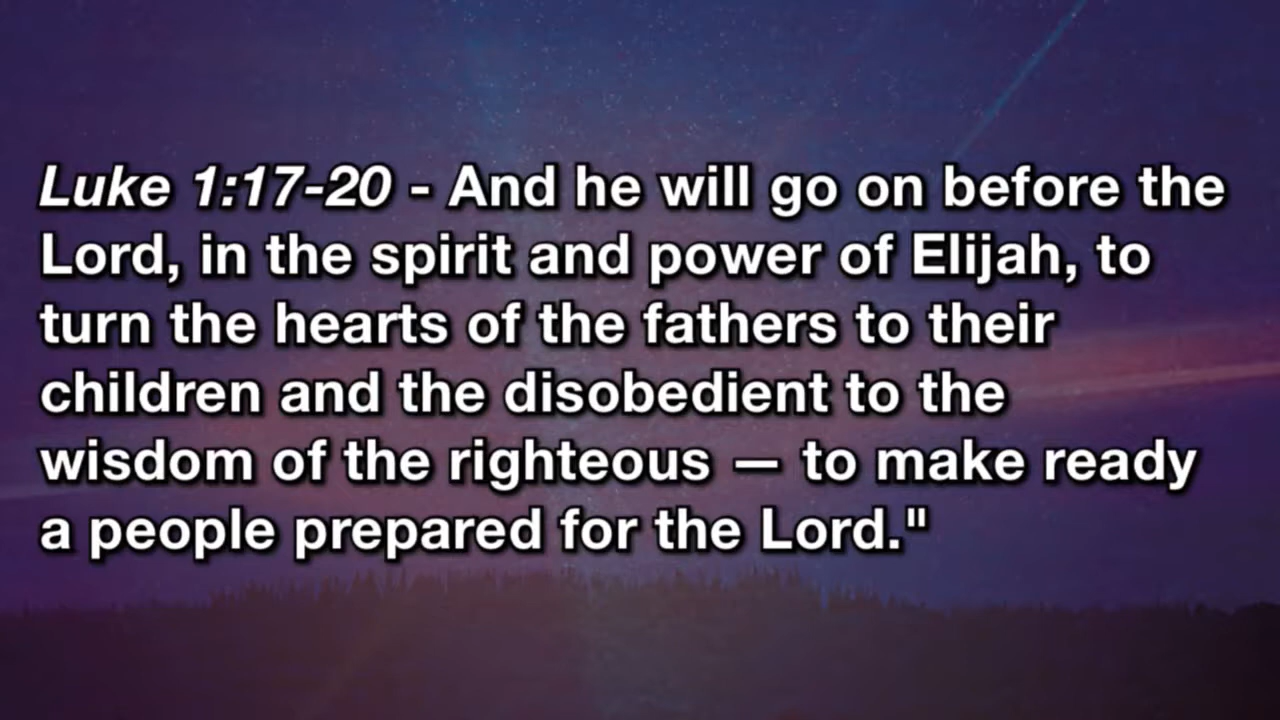 Luke 1:17-20 - And he will go on before the
Lord, in the spirit and power of Elijah, to
turn the hearts of the fathers to their
children and the disobedient to the
wisdom of the righteous — to make ready
a people prepared for the Lord."